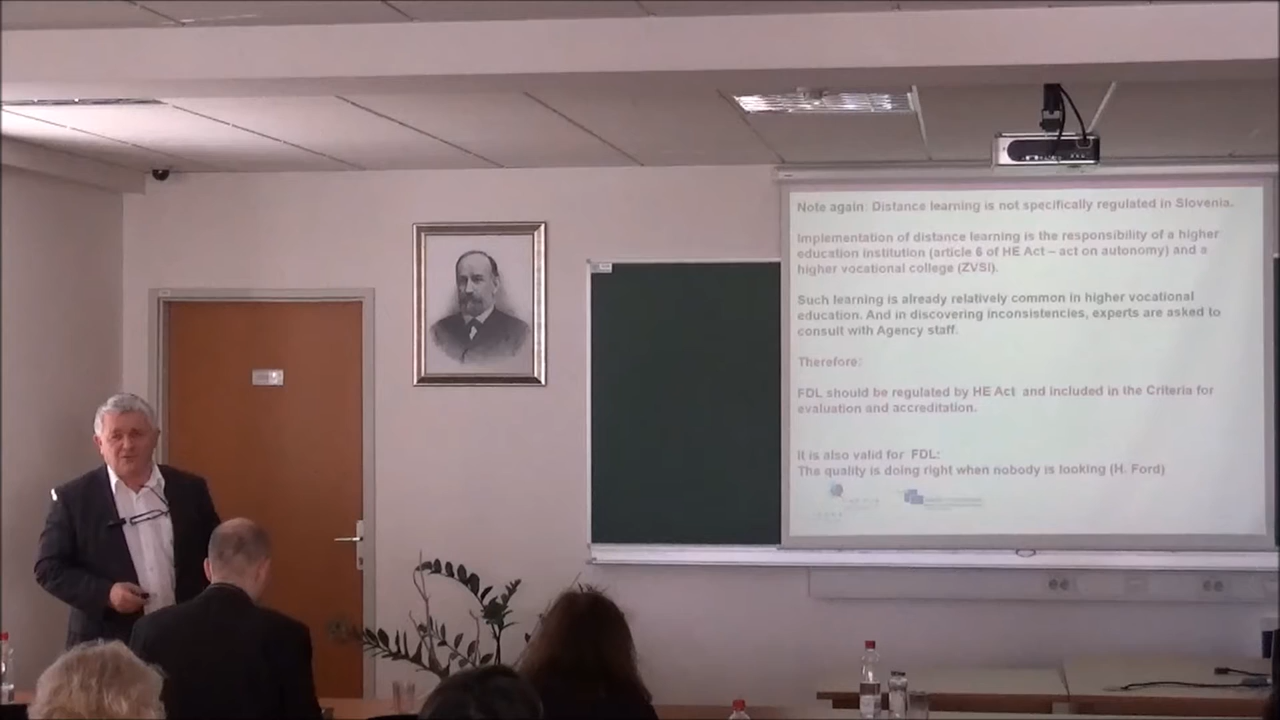 Note again: Distance learning is not specifically regulated in Slovenia.
Implementation of distance learning is the responsibility of a higher
education institution (article 6 of HE Act – act on autonomy) and a
higher vocational college (ZVSI).
Such learning is already relatively common in higher vocational
education. And in discovering inconsistencies, experts are asked to
consult with Agency staff.
Therefore:
FDL should be regulated by HE Act and included in the Criteria for
evaluation and accreditation.
It is also valid for FDL:
The quality is doing right when nobody is looking (H. Ford)